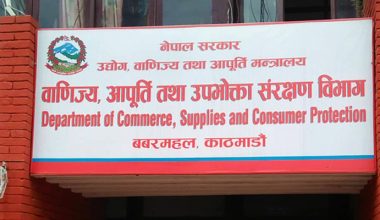 नेपाल सरकार
उद्योग, वाणिज्य तथा आपूर्ति मन्त्रालय
वाणिज्य, आपूर्ति तथा उपभोक्ता संरक्षण विभाग
Department of Commerce, Supplies and Consumer Protection
बबरमहल, काठमाडौं